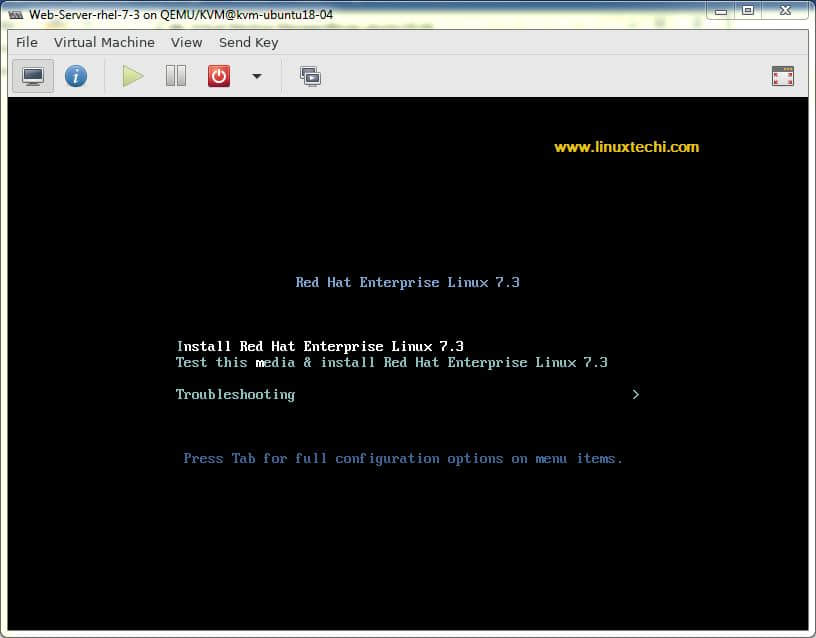 Web-Server-rhel-7-3 on QEMU/KVM@kvm-ubuntu18-04
File Virtual Machine View Send Key
www.linuxtechi.com
Red Hat Enterprise Linux 7.3
Install Red Hat Enterprise Linux 7.3
Test this media & install Red Hat Enterprise Linux 7.3
Troubleshooting >
Press Tab for full configuration options on menu items.